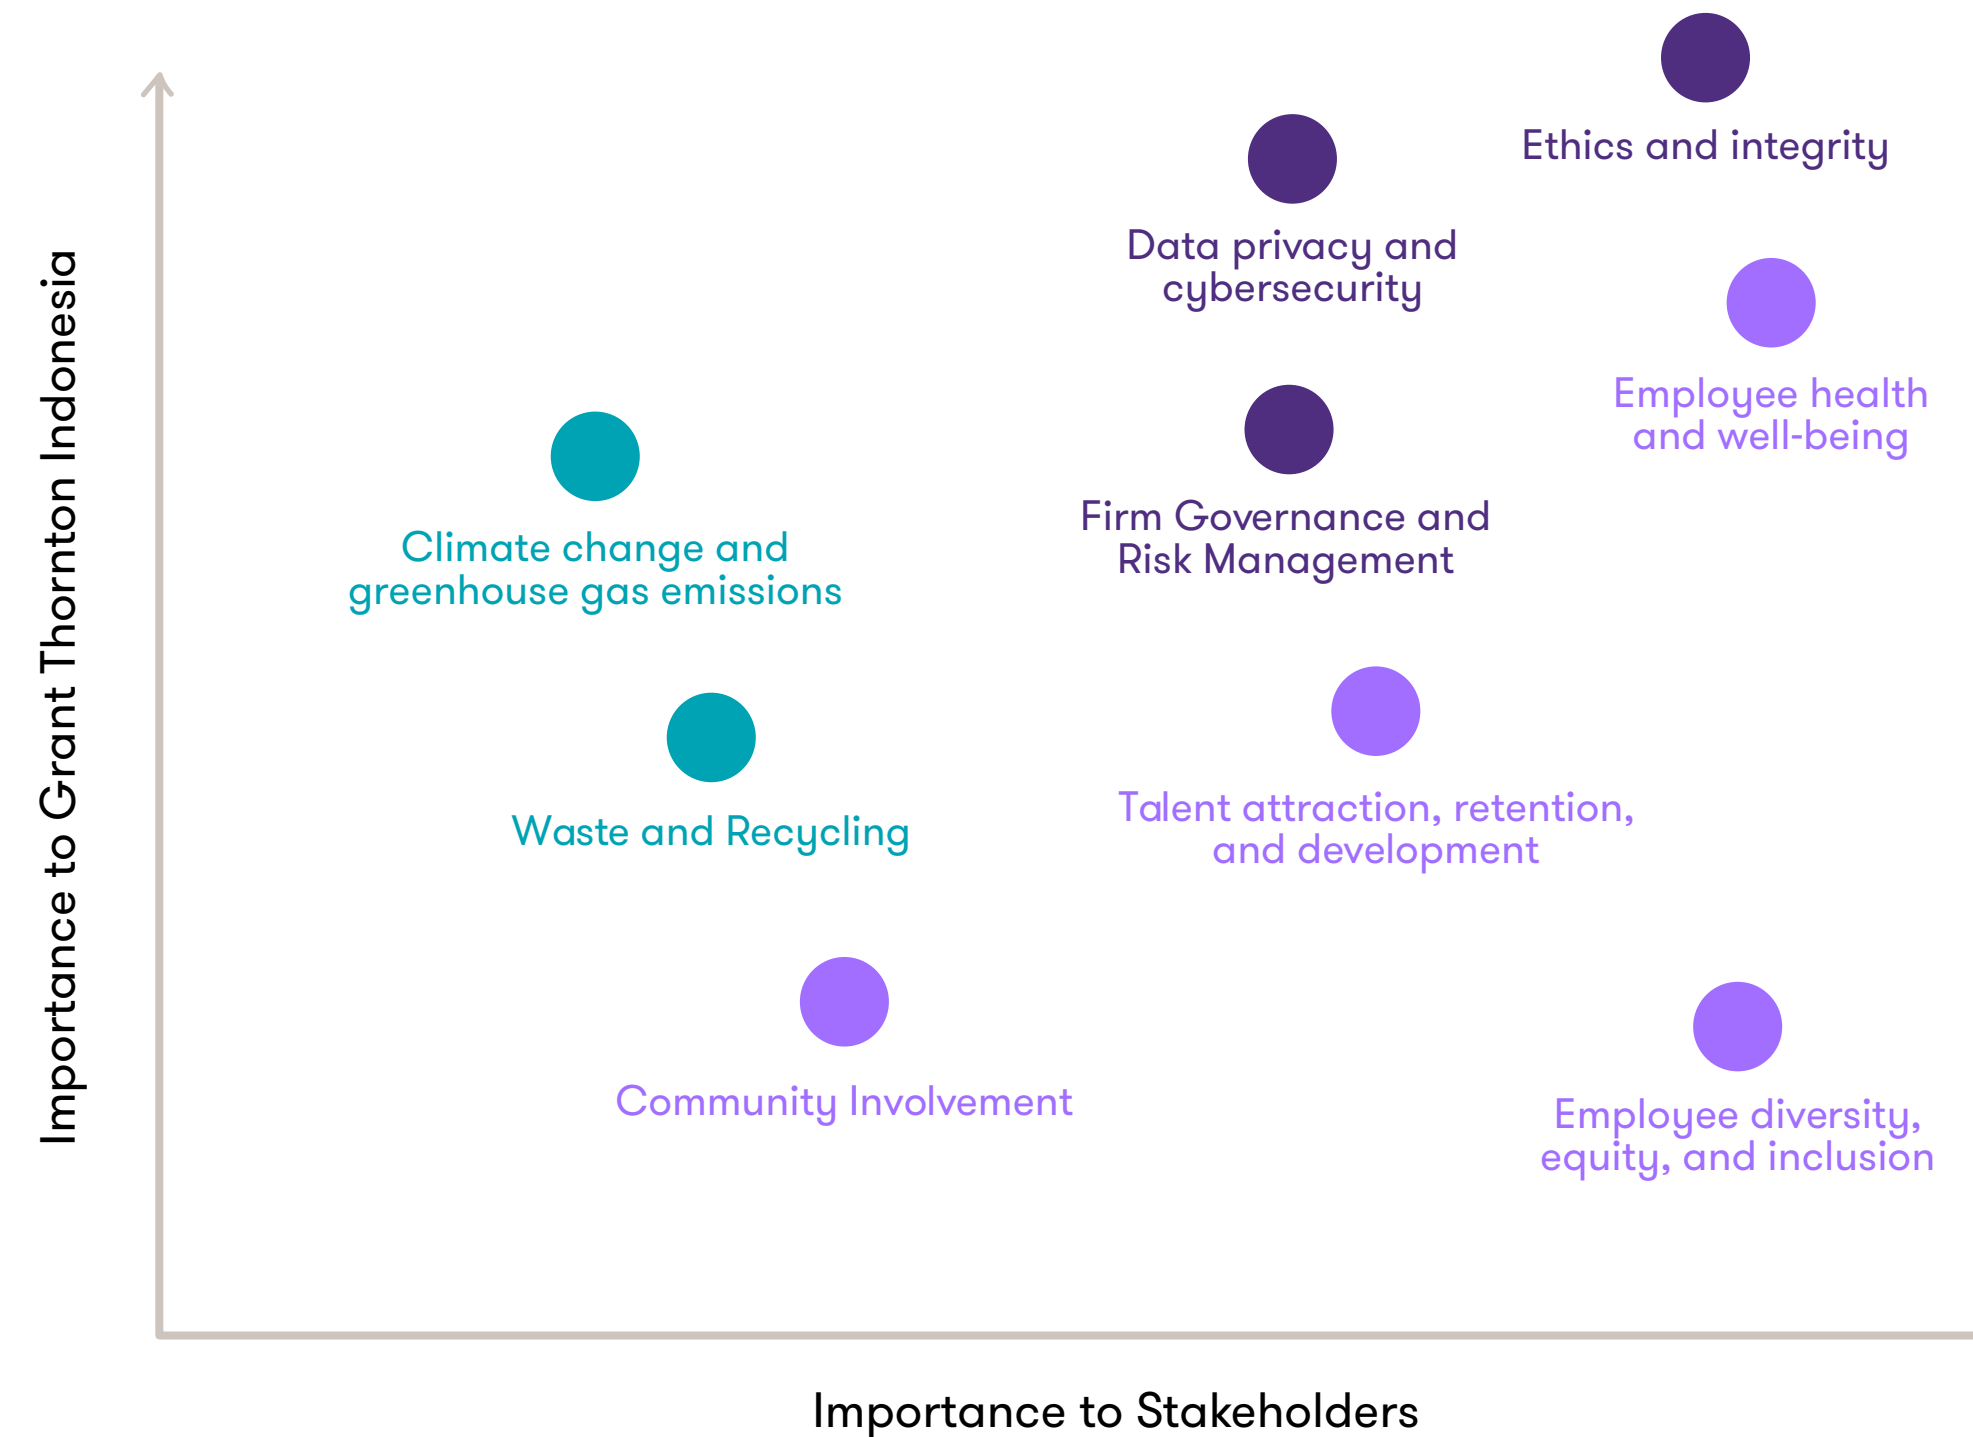 Importance to Grant Thornton Indonesia
Ethics and integrity
Data privacy and
cybersecurity
Employee health
and well-being
Firm Governance and
Risk Management
Climate change and
greenhouse gas emissions
Talent attraction, retention,
and development
Waste and Recycling
Community Involvement
Employee diversity,
equity, and inclusion
Importance to Stakeholders